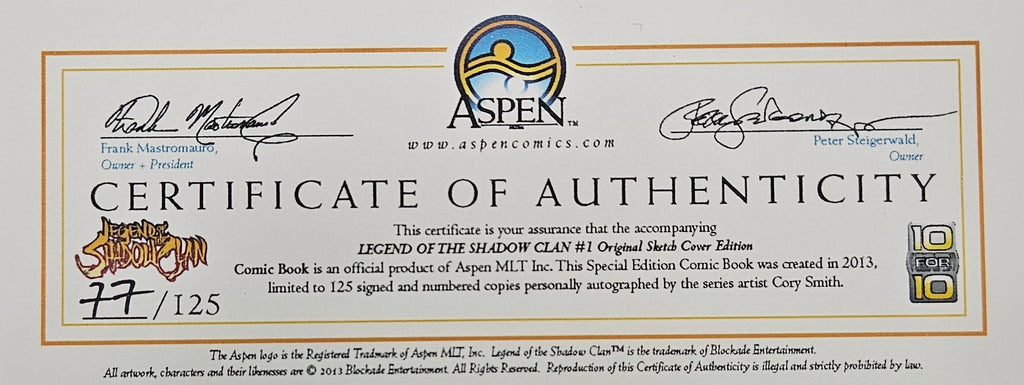 ASPEN
MLT INC.
TM
www.aspencomics.com
Frank Mastromauro,
Owner + President
Peter Steigerwald,
Owner
CERTIFICATE OF AUTHENTICITY
LEGEND OF THE
SHADOW CLAN
77/125
This certificate is your assurance that the accompanying
LEGEND OF THE SHADOW CLAN #1 Original Sketch Cover Edition
Comic Book is an official product of Aspen MLT Inc. This Special Edition Comic Book was created in 2013,
limited to 125 signed and numbered copies personally autographed by the series artist Cory Smith.
10
FOR
10
The Aspen logo is the Registered Tradmark of Aspen MLT, Inc. Legend of the Shadow Clan™ is the trademark of Blockade Entertainment.
All artwork, characters and their likenesses are © 2013 Blockade Entertainment. All Rights Reserved. Reproduction of this Certificate of Authenticity is illegal and strictly prohibited by law.